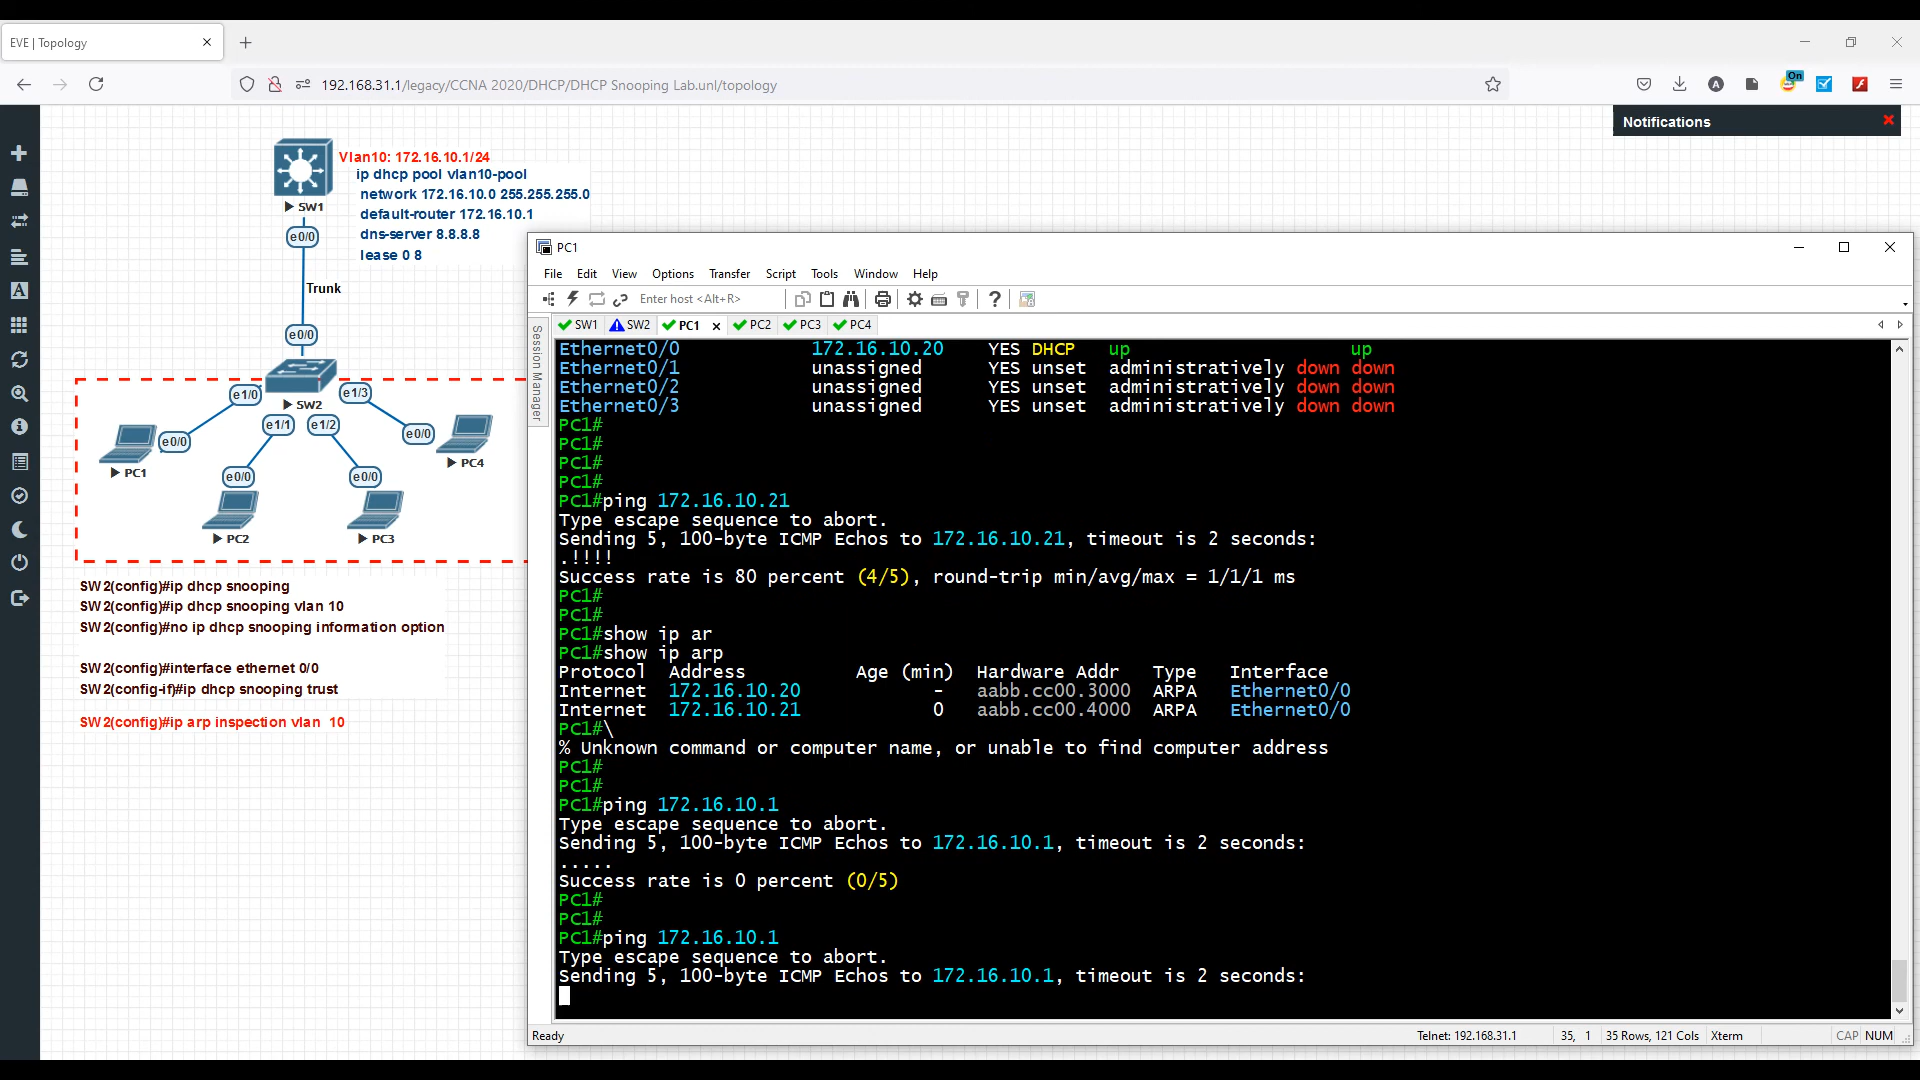 EVE | Topology
192.168.31.1/legacy/CCNA 2020/DHCP/DHCP Snooping Lab.unl/topology
On
Notifications
Vlan10: 172.16.10.1/24
ip dhcp pool vlan10-pool
network 172.16.10.0 255.255.255.0
default-router 172.16.10.1
dns-server 8.8.8.8
lease 0 8
SW1
e0/0
Trunk
e0/0
SW2
e1/0
e1/3
e1/1
e1/2
e0/0
e0/0
PC1
PC4
e0/0
e0/0
PC2
PC3
SW2(config)#ip dhcp snooping
SW2(config)#ip dhcp snooping vlan 10
SW2(config)#no ip dhcp snooping information option
SW2(config)#interface ethernet 0/0
SW2(config-if)#ip dhcp snooping trust
SW2(config)#ip arp inspection vlan  10
PC1
File Edit View Options Transfer Script Tools Window Help
Enter host <Alt+R>
SW1 SW2 PC1 PC2 PC3 PC4
Session Manager
Ethernet0/0 172.16.10.20 YES DHCP up up
Ethernet0/1 unassigned YES unset administratively down down
Ethernet0/2 unassigned YES unset administratively down down
Ethernet0/3 unassigned YES unset administratively down down
PC1#
PC1#
PC1#
PC1#
PC1#ping 172.16.10.21
Type escape sequence to abort.
Sending 5, 100-byte ICMP Echos to 172.16.10.21, timeout is 2 seconds:
.!!!!
Success rate is 80 percent (4/5), round-trip min/avg/max = 1/1/1 ms
PC1#
PC1#
PC1#show ip ar
PC1#show ip arp
Protocol Address Age (min) Hardware Addr Type Interface
Internet 172.16.10.20 - aabb.cc00.3000 ARPA Ethernet0/0
Internet 172.16.10.21 0 aabb.cc00.4000 ARPA Ethernet0/0
PC1#\
% Unknown command or computer name, or unable to find computer address
PC1#
PC1#
PC1#ping 172.16.10.1
Type escape sequence to abort.
Sending 5, 100-byte ICMP Echos to 172.16.10.1, timeout is 2 seconds:
.....
Success rate is 0 percent (0/5)
PC1#
PC1#
PC1#ping 172.16.10.1
Type escape sequence to abort.
Sending 5, 100-byte ICMP Echos to 172.16.10.1, timeout is 2 seconds:
Ready Telnet: 192.168.31.1 35, 1 35 Rows, 121 Cols Xterm CAP NUM